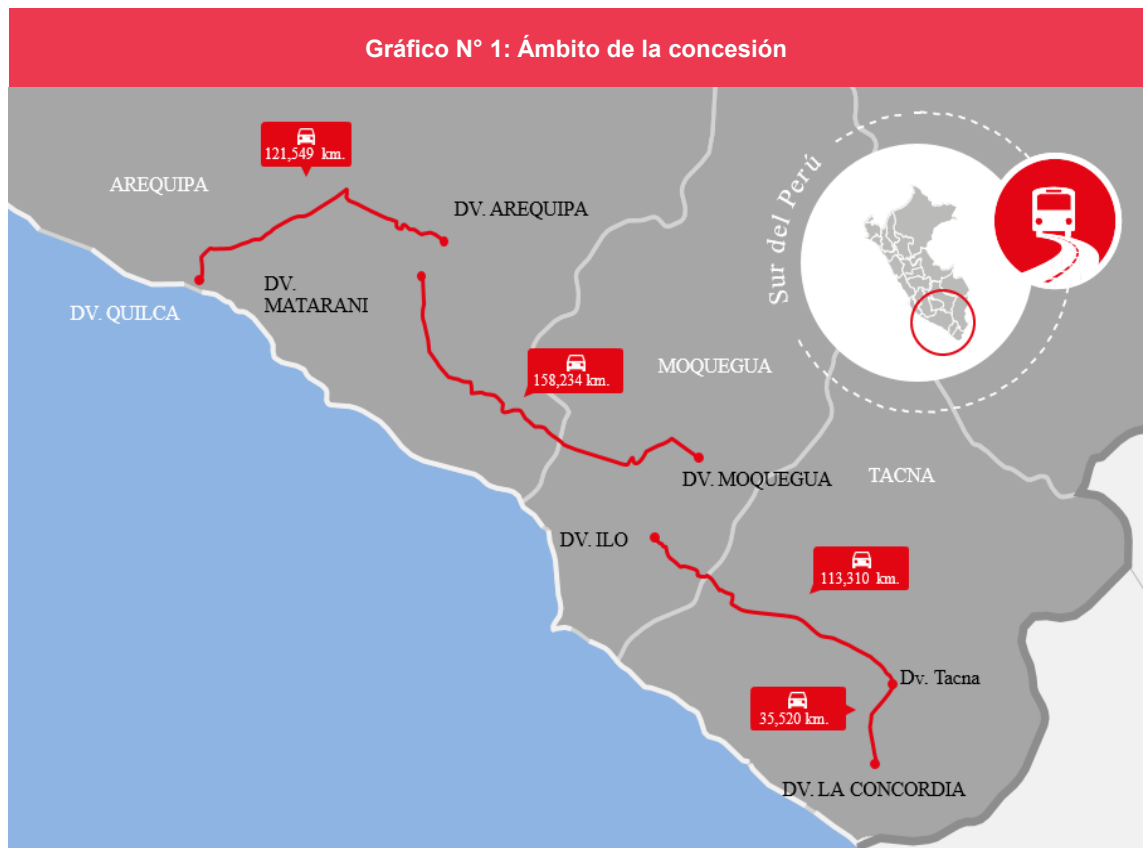 Gráfico N° 1: Ámbito de la concesión
121,549 km.
AREQUIPA
DV. AREQUIPA
Sur del Perú
DV.
MATARANI
DV. QUILCA
158,234 km.
MOQUEGUA
DV. MOQUEGUA
TACNA
DV. ILO
113,310 km.
Dv. Tacna
35,520 km.
DV. LA CONCORDIA